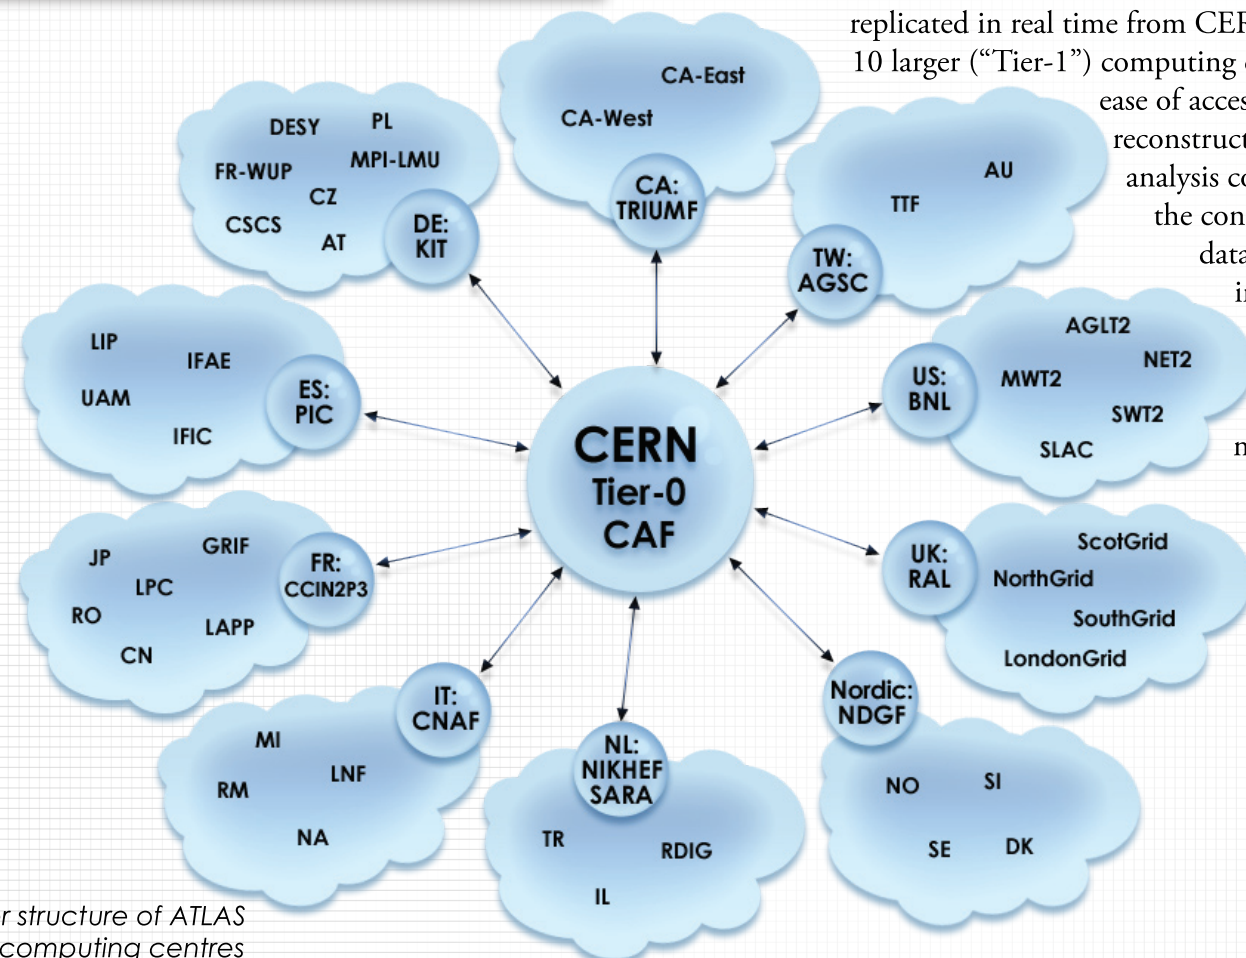 replicated in real time from
10 larger (“Tier-1”) computing
ease of
analysis
the
data
CA-East
CA-West
CA:
TRIUMF
DESY
PL
FR-WUP
MPI-LMU
CZ
CSCS
AT
DE:
KIT
AU
TTF
TW:
AGSC
AGLT2
NET2
MWT2
SWT2
SLAC
US:
BNL
LIP
IFAE
UAM
IFIC
ES:
PIC
CERN
Tier-0
CAF
JP
GRIF
LPC
RO
LAPP
CN
FR:
CCIN2P3
UK:
RAL
ScotGrid
NorthGrid
SouthGrid
LondonGrid
IT:
CNAF
MI
LNF
RM
NA
NL:
NIKHEF
SARA
TR
RDIG
IL
Nordic:
NDGF
NO
SI
SE
DK
structure of ATLAS
computing centres